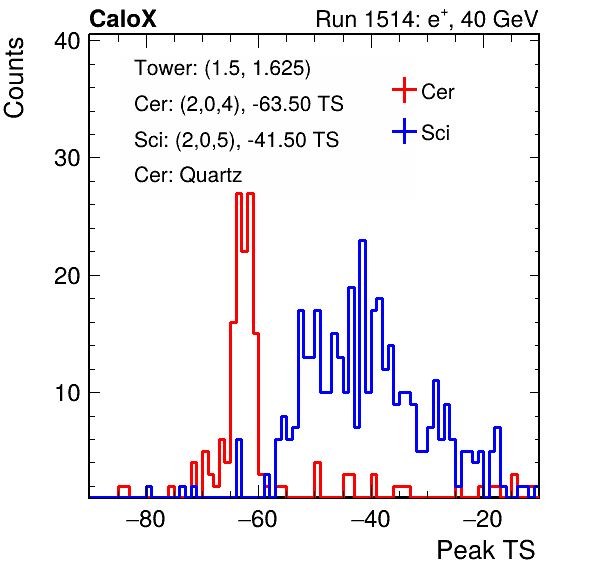 CaloX
Run 1514: e+, 40 GeV
Counts
40
30
20
10
Tower: (1.5, 1.625)
Cer: (2,0,4), -63.50 TS
Sci: (2,0,5), -41.50 TS
Cer: Quartz
Cer
Sci
−80
−60
−40
−20
Peak TS